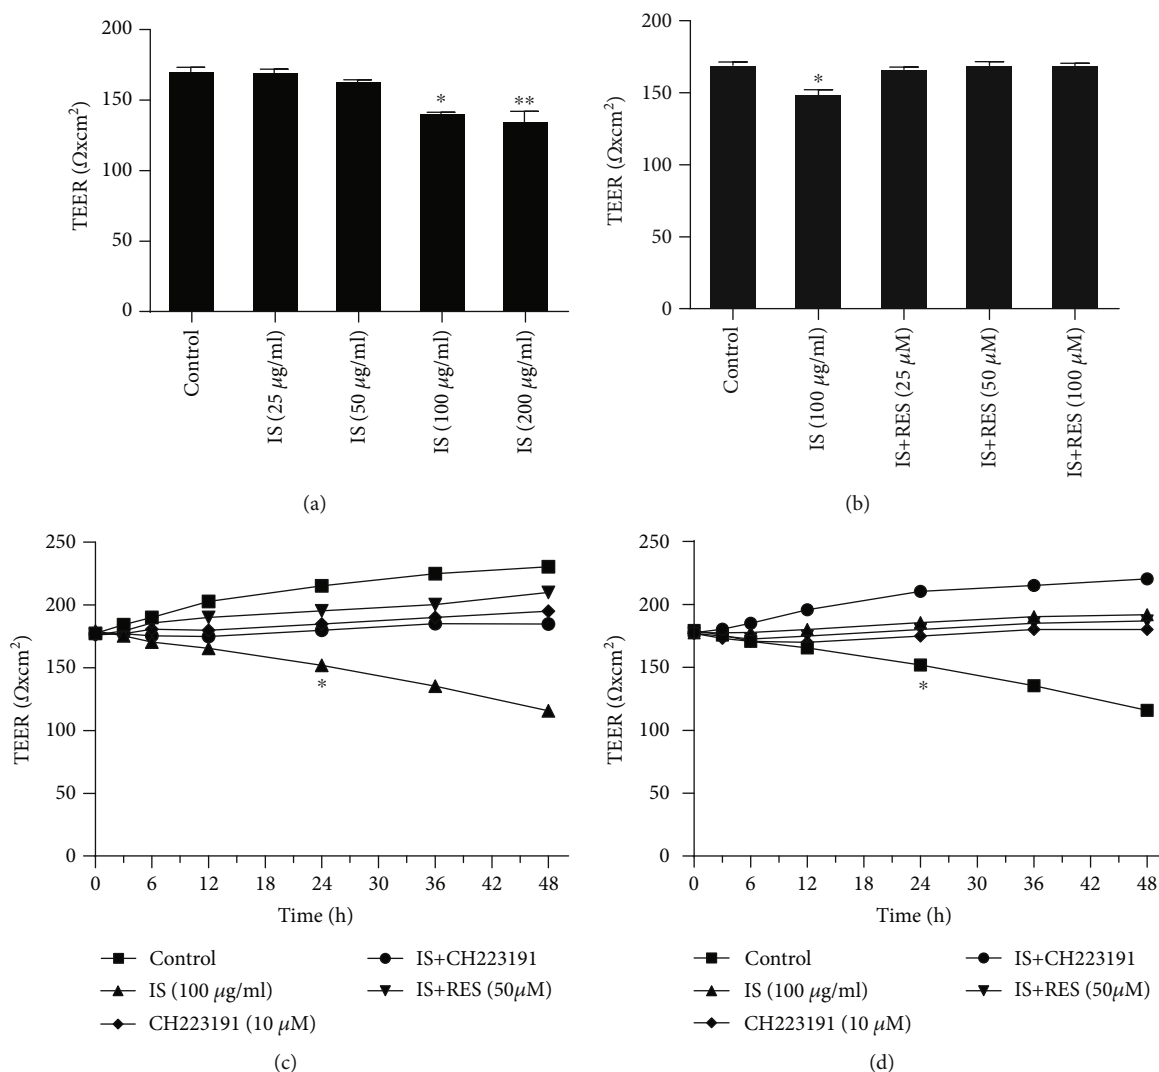 200
150
100
50
0
TEER (Ωxcm²)
*
**
Control
IS (25 μg/ml)
IS (50 μg/ml)
IS (100 μg/ml)
IS (200 μg/ml)
(a)
200
150
100
50
0
TEER (Ωxcm²)
*
Control
IS (100 μg/ml)
IS+RES (25 μM)
IS+RES (50 μM)
IS+RES (100 μM)
(b)
250
200
150
100
50
0
TEER (Ωxcm²)
*
0 6 12 24 30 36 42 48
Time (h)
Control
IS (100 μg/ml)
CH223191 (10 μM)
IS+CH223191
IS+RES (50μM)
(c)
250
200
150
100
50
0
TEER (Ωxcm²)
*
0 6 12 24 30 36 42 48
Time (h)
Control
IS (100 μg/ml)
CH223191 (10 μM)
IS+CH223191
IS+RES (50μM)
(d)